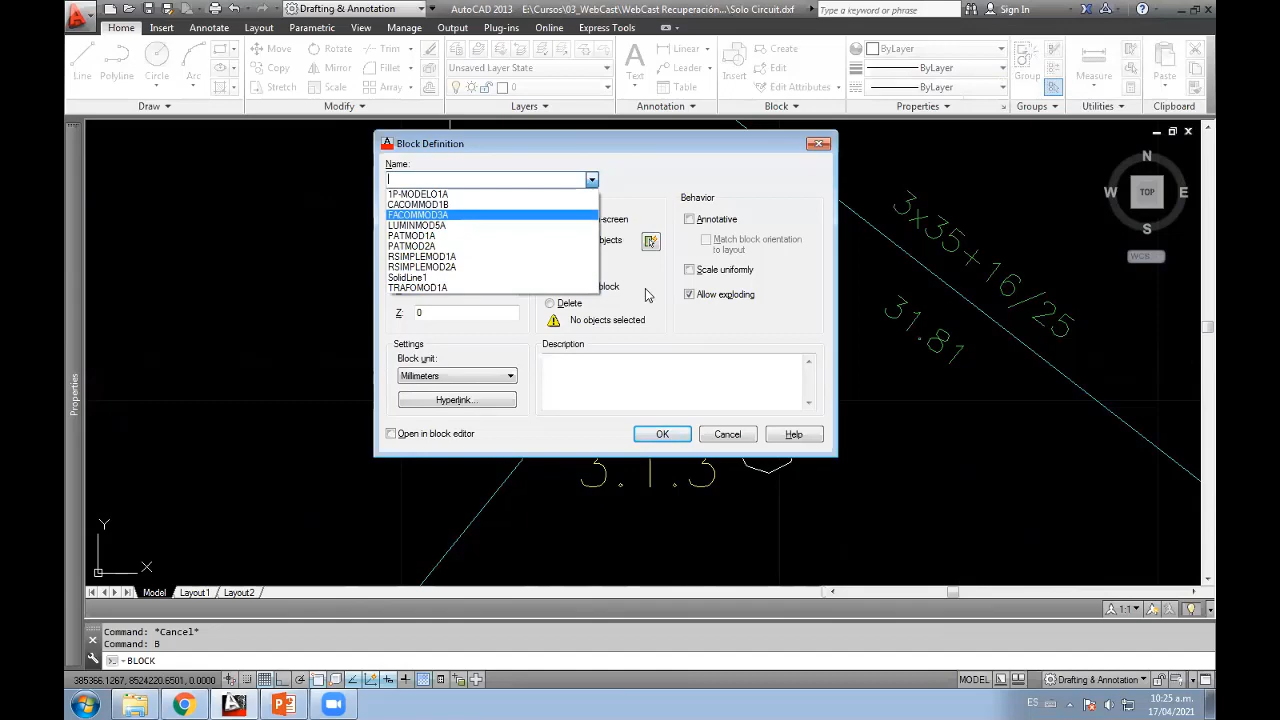 Drafting & Annotation
AutoCAD 2013 E:\Cursos\03_WebCast\WebCast Recuperación...\Solo Circuit.dxf
Type a keyword or phrase
Sign In
Home Insert Annotate Layout Parametric View Manage Output Plug-ins Online Express Tools
Line Polyline Circle Arc
Move Rotate Trim
Copy Mirror Fillet
Stretch Scale Array
Unsaved Layer State
0
Text
Linear
Leader
Table
Insert
Create
Edit
Edit Attributes
ByLayer
ByLayer
ByLayer
Group
Measure
Paste
Draw Modify Layers Annotation Block Properties Groups Utilities Clipboard
Block Definition
Name:
1P-MODELO1A
CACOMMOD1B
FACOMMOD3A
LUMINMOD5A
PATMOD1A
PATMOD2A
RSIMPLEMOD1A
RSIMPLEMOD2A
SolidLine1
TRAFOMOD1A
Z: 0
-screen
bjects
block
Delete
No objects selected
Behavior
Annotative
Match block orientation
to layout
Scale uniformly
Allow exploding
Settings
Block unit:
Millimeters
Hyperlink...
Description
Open in block editor
OK Cancel Help
N
W TOP E
S
WCS
3x35+16/25
31.81
3.1.3
Properties
Y
X
Model Layout1 Layout2
1:1
Command: *Cancel*
Command: B
BLOCK
385366.1267, 8524220.6501, 0.0000
MODEL
Drafting & Annotation
ES
10:25 a.m.
17/04/2021